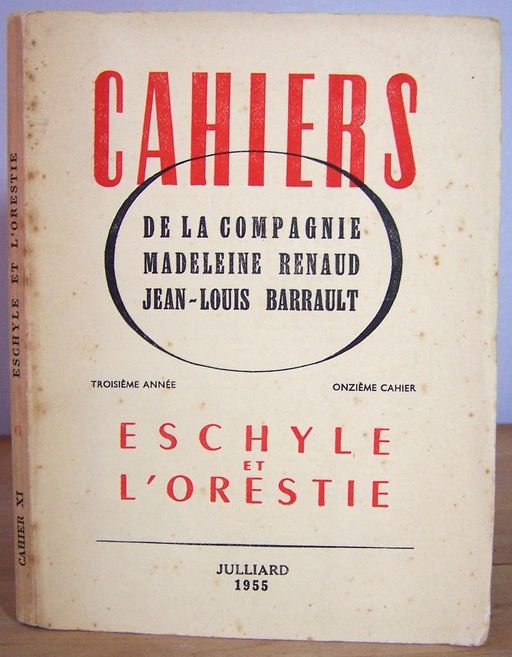 CAHIERS
DE LA COMPAGNIE
MADELEINE RENAUD
JEAN-LOUIS BARRAULT
TROISIÈME ANNÉE
ONZIÈME CAHIER
ESCHYLE
ET
L'ORESTIE
JULLIARD
1955
ESCHYLE ET L'ORESTIE
CAHIER XI